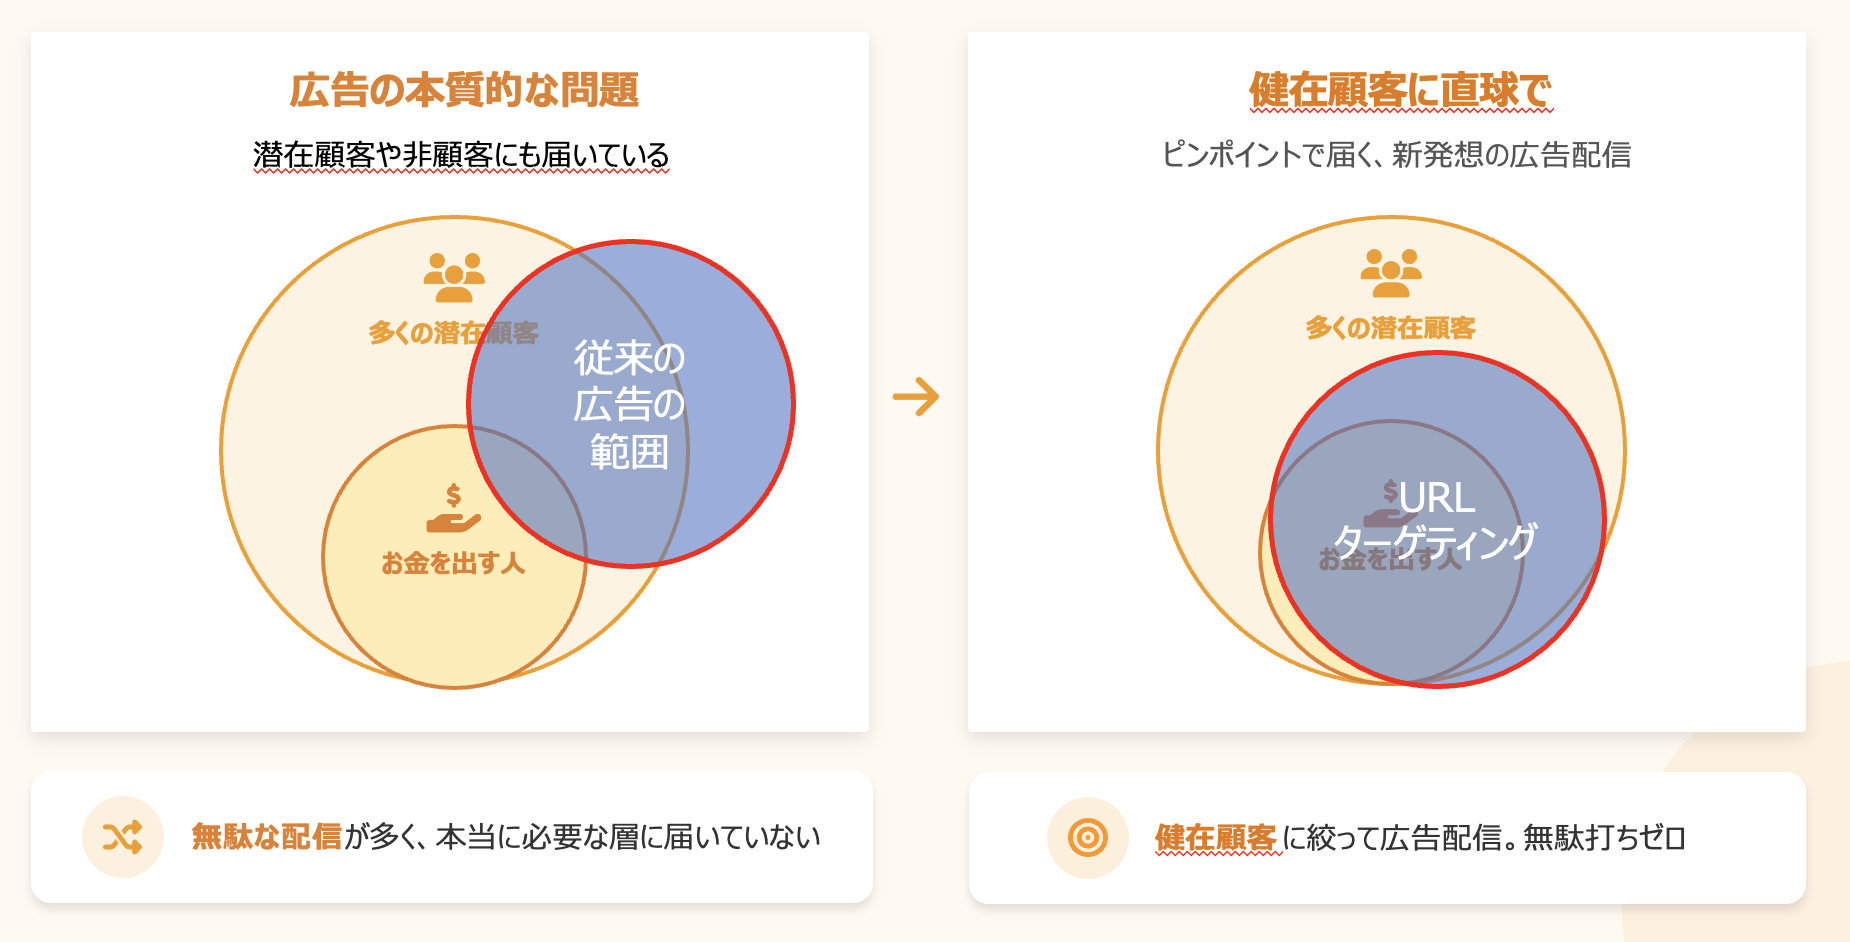 広告の本質的な問題
潜在顧客や非顧客にも届いている
多くの潜在顧客
従来の
広告の
範囲
$
お金を出す人
健在顧客に直球で
ピンポイントで届く、新発想の広告配信
多くの潜在顧客
$
URL
ターゲティング
お金を出す人
無駄な配信が多く、本当に必要な層に届いていない
健在顧客に絞って広告配信。無駄打ちゼロ